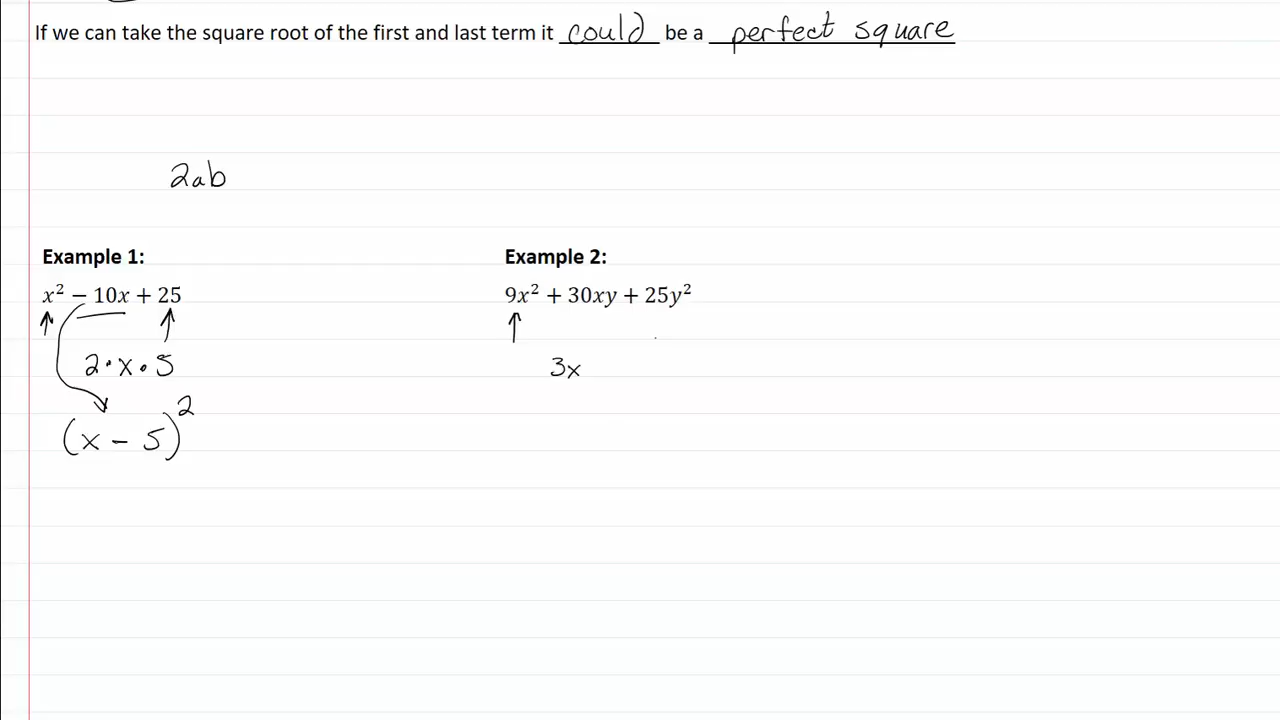 If we can take the square root of the first and last term it could be a perfect square
2ab
Example 1:
x² − 10x + 25
2 · x · 5
(x − 5)²
Example 2:
9x² + 30xy + 25y²
3x